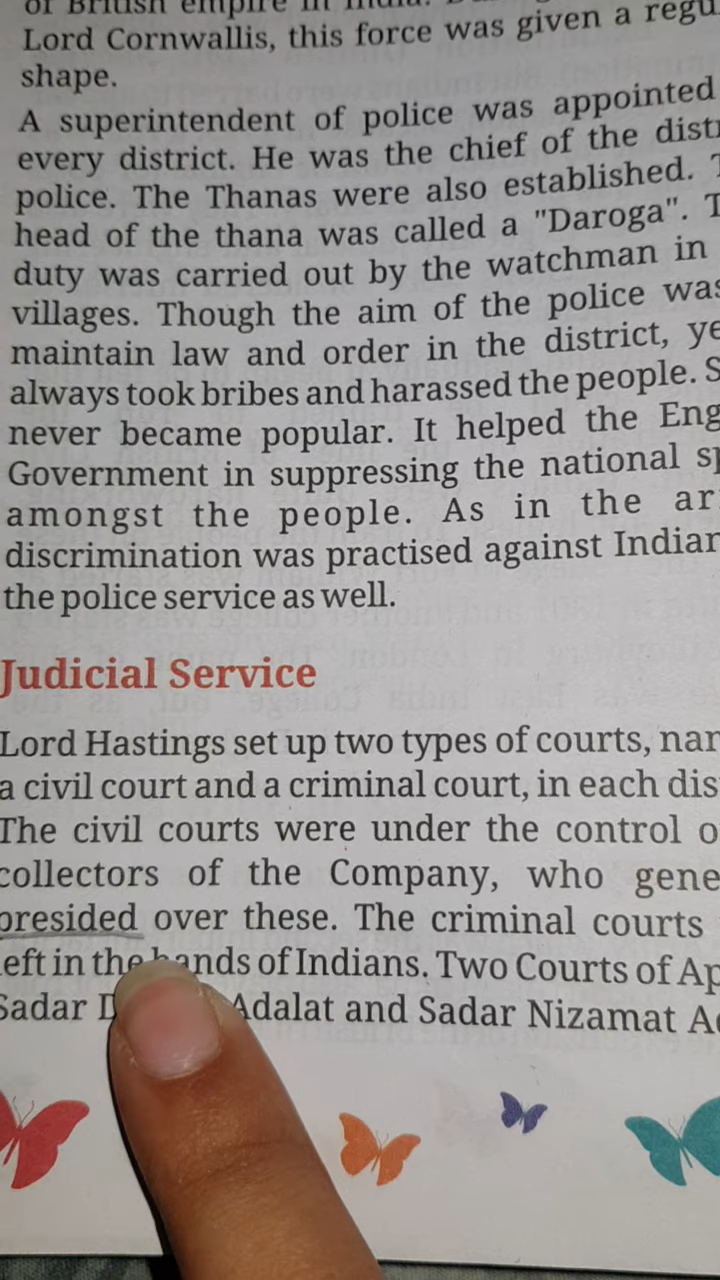 of British empire in India.
Lord Cornwallis, this force was given a regu
shape.
A superintendent of police was appointed
every district. He was the chief of the distr
police. The Thanas were also established. T
head of the thana was called a "Daroga". T
duty was carried out by the watchman in
villages. Though the aim of the police was
maintain law and order in the district, ye
always took bribes and harassed the people. S
never became popular. It helped the Eng
Government in suppressing the national sp
amongst the people. As in the ar
discrimination was practised against Indian
the police service as well.
Judicial Service
Lord Hastings set up two types of courts, nam
a civil court and a criminal court, in each dis
The civil courts were under the control o
collectors of the Company, who gene
presided over these. The criminal courts
left in the hands of Indians. Two Courts of Ap
Sadar Adalat and Sadar Nizamat Ad